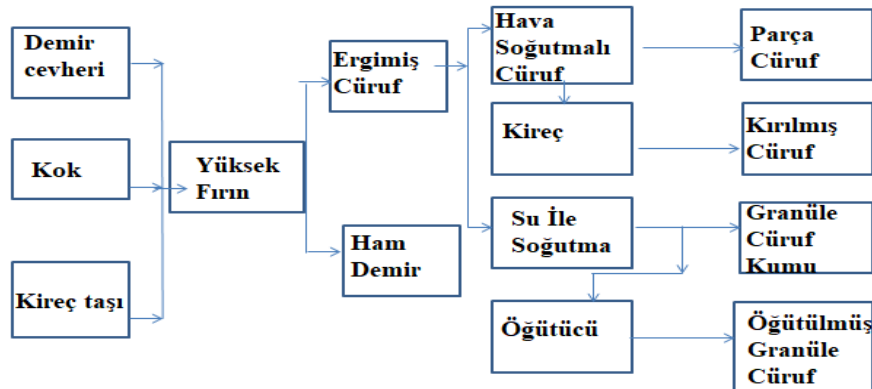 Demir
cevheri
Kok
Kireç taşı
Yüksek
Fırın
Ergimiş
Cüruf
Ham
Demir
Hava
Soğutmalı
Cüruf
Kireç
Su İle
Soğutma
Öğütücü
Parça
Cüruf
Kırılmış
Cüruf
Granüle
Cüruf
Kumu
Öğütülmüş
Granüle
Cüruf